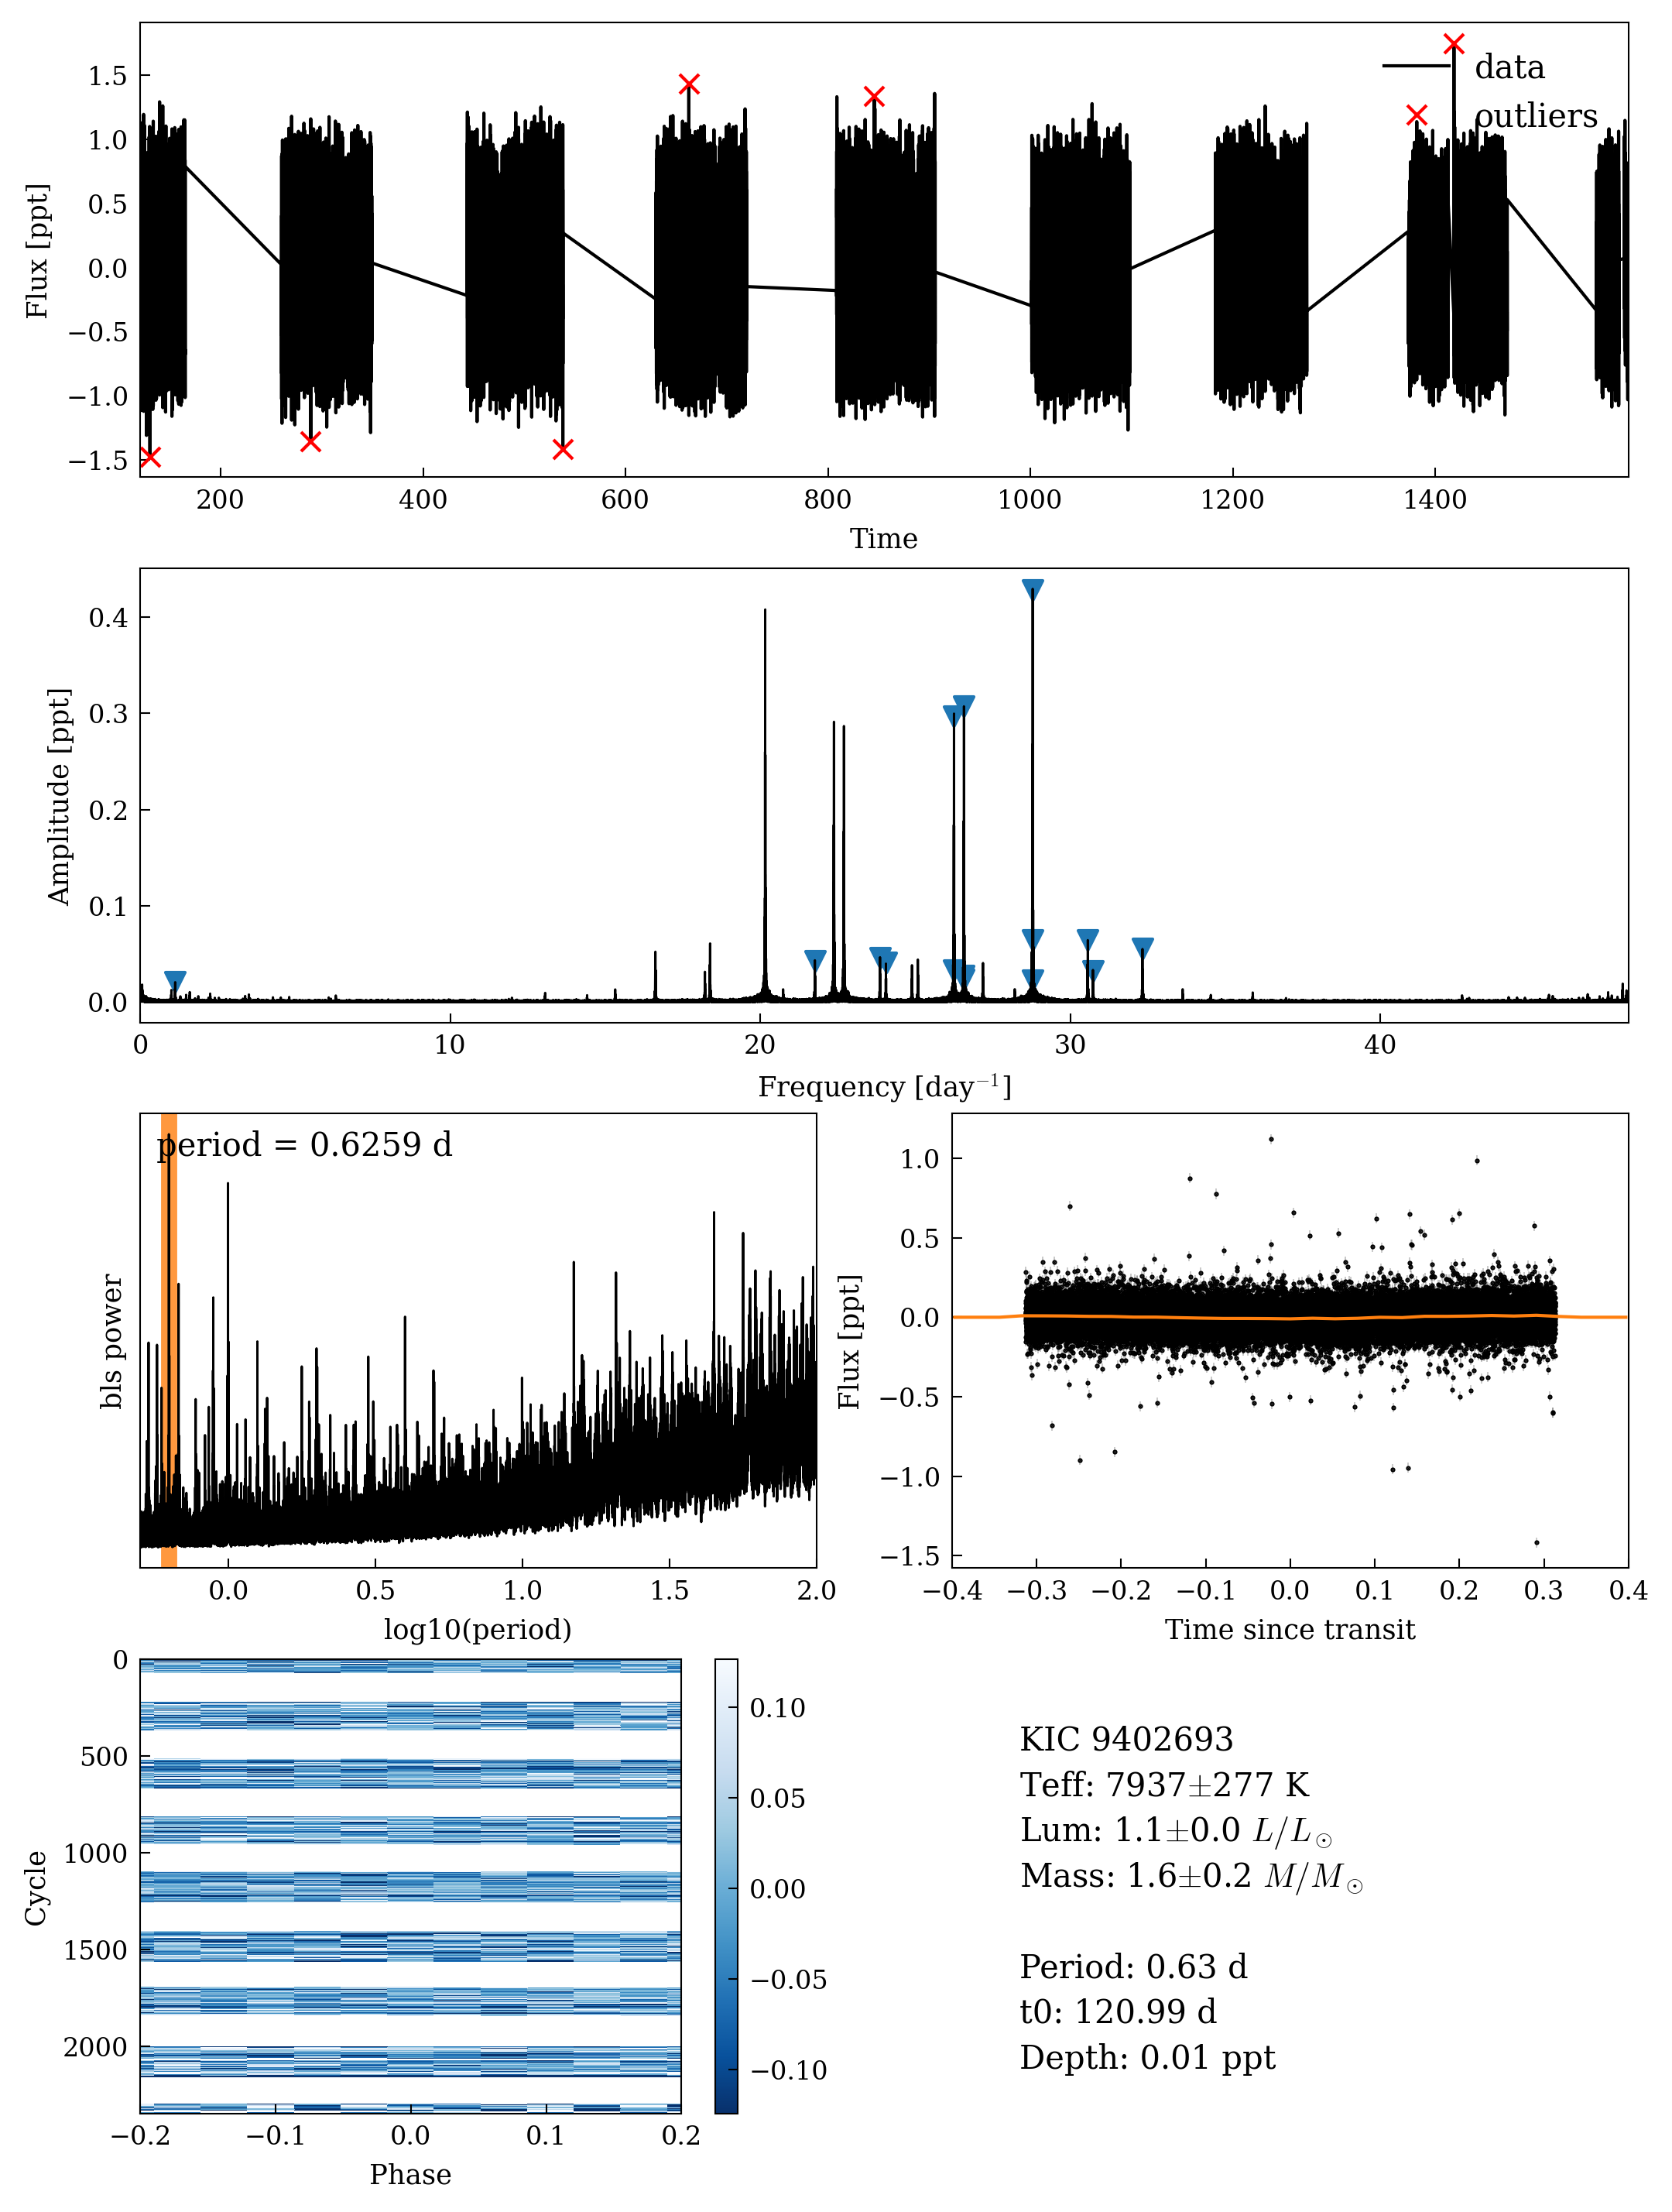 data
outliers
1.5
1.0
0.5
0.0
−0.5
−1.0
−1.5
Flux [ppt]
200 400 600 800 1000 1200 1400
Time
0.4
0.3
0.2
0.1
0.0
Amplitude [ppt]
0 10 20 30 40
Frequency [day⁻¹]
period = 0.6259 d
bls power
0.0 0.5 1.0 1.5 2.0
log10(period)
1.0
0.5
0.0
−0.5
−1.0
−1.5
Flux [ppt]
−0.4 −0.3 −0.2 −0.1 0.0 0.1 0.2 0.3 0.4
Time since transit
0
500
1000
1500
2000
Cycle
−0.2 −0.1 0.0 0.1 0.2
Phase
0.10
0.05
0.00
−0.05
−0.10
KIC 9402693
Teff: 7937±277 K
Lum: 1.1±0.0 L/L⊙
Mass: 1.6±0.2 M/M⊙
Period: 0.63 d
t0: 120.99 d
Depth: 0.01 ppt